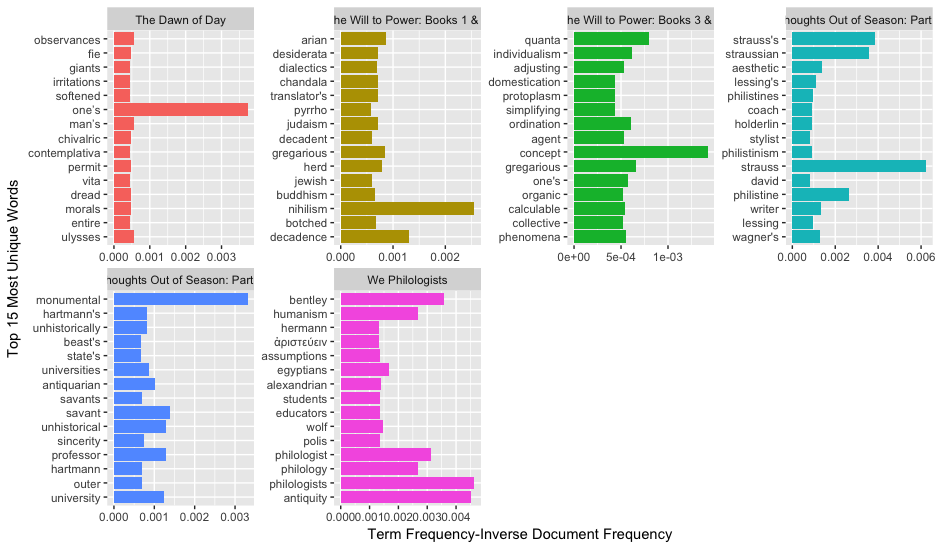 The Dawn of Day
he Will to Power: Books 1 &
he Will to Power: Books 3 &
houghts Out of Season: Part
observances
fie
giants
irritations
softened
one's
man's
chivalric
contemplativa
permit
vita
dread
morals
entire
ulysses
0.000 0.001 0.002 0.003
arian
desiderata
dialectics
chandala
translator's
pyrrho
judaism
decadent
gregarious
herd
jewish
buddhism
nihilism
botched
decadence
0.000 0.001 0.002
quanta
individualism
adjusting
domestication
protoplasm
simplifying
ordination
agent
concept
gregarious
one's
organic
calculable
collective
phenomena
0e+00 5e-04 1e-03
strauss's
straussian
aesthetic
lessing's
philistines
coach
holderlin
stylist
philistinism
strauss
david
philistine
writer
lessing
wagner's
0.000 0.002 0.004 0.006
Top 15 Most Unique Words
houghts Out of Season: Part
We Philologists
monumental
hartmann's
unhistorically
beast's
state's
universities
antiquarian
savants
savant
unhistorical
sincerity
professor
hartmann
outer
university
0.000 0.001 0.002 0.003
bentley
humanism
hermann
ἀριστεύειν
assumptions
egyptians
alexandrian
students
educators
wolf
polis
philologist
philology
philologists
antiquity
0.000 0.001 0.002 0.003 0.004
Term Frequency-Inverse Document Frequency